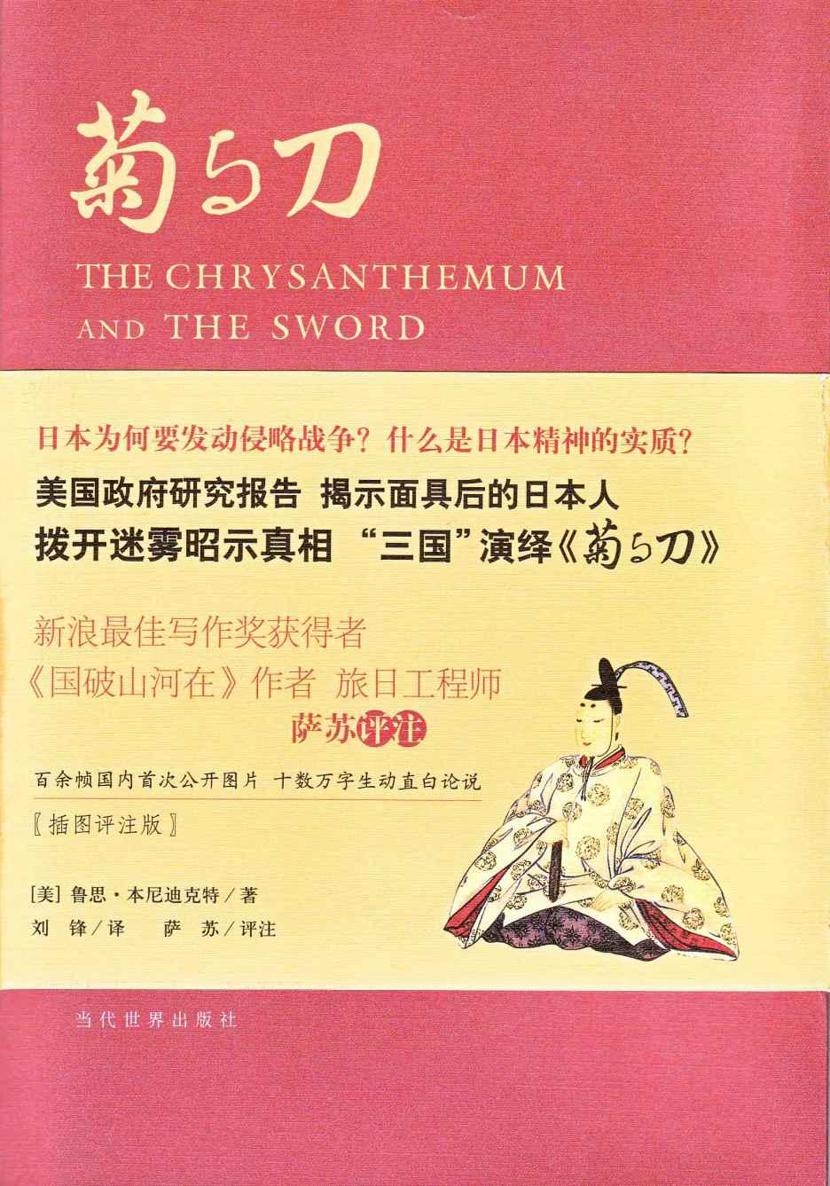 菊与刀
THE CHRYSANTHEMUM
AND THE SWORD
日本为何要发动侵略战争?什么是日本精神的实质?
美国政府研究报告 揭示面具后的日本人
拨开迷雾昭示真相 “三国”演绎《菊与刀》
新浪最佳写作奖获得者
《国破山河在》作者 旅日工程师
萨苏评注
百余帧国内首次公开图片 十数万字生动直白论说
〖插图评注版〗
[美] 鲁思·本尼迪克特/著
刘 锋/译 萨 苏/评注
当代世界出版社